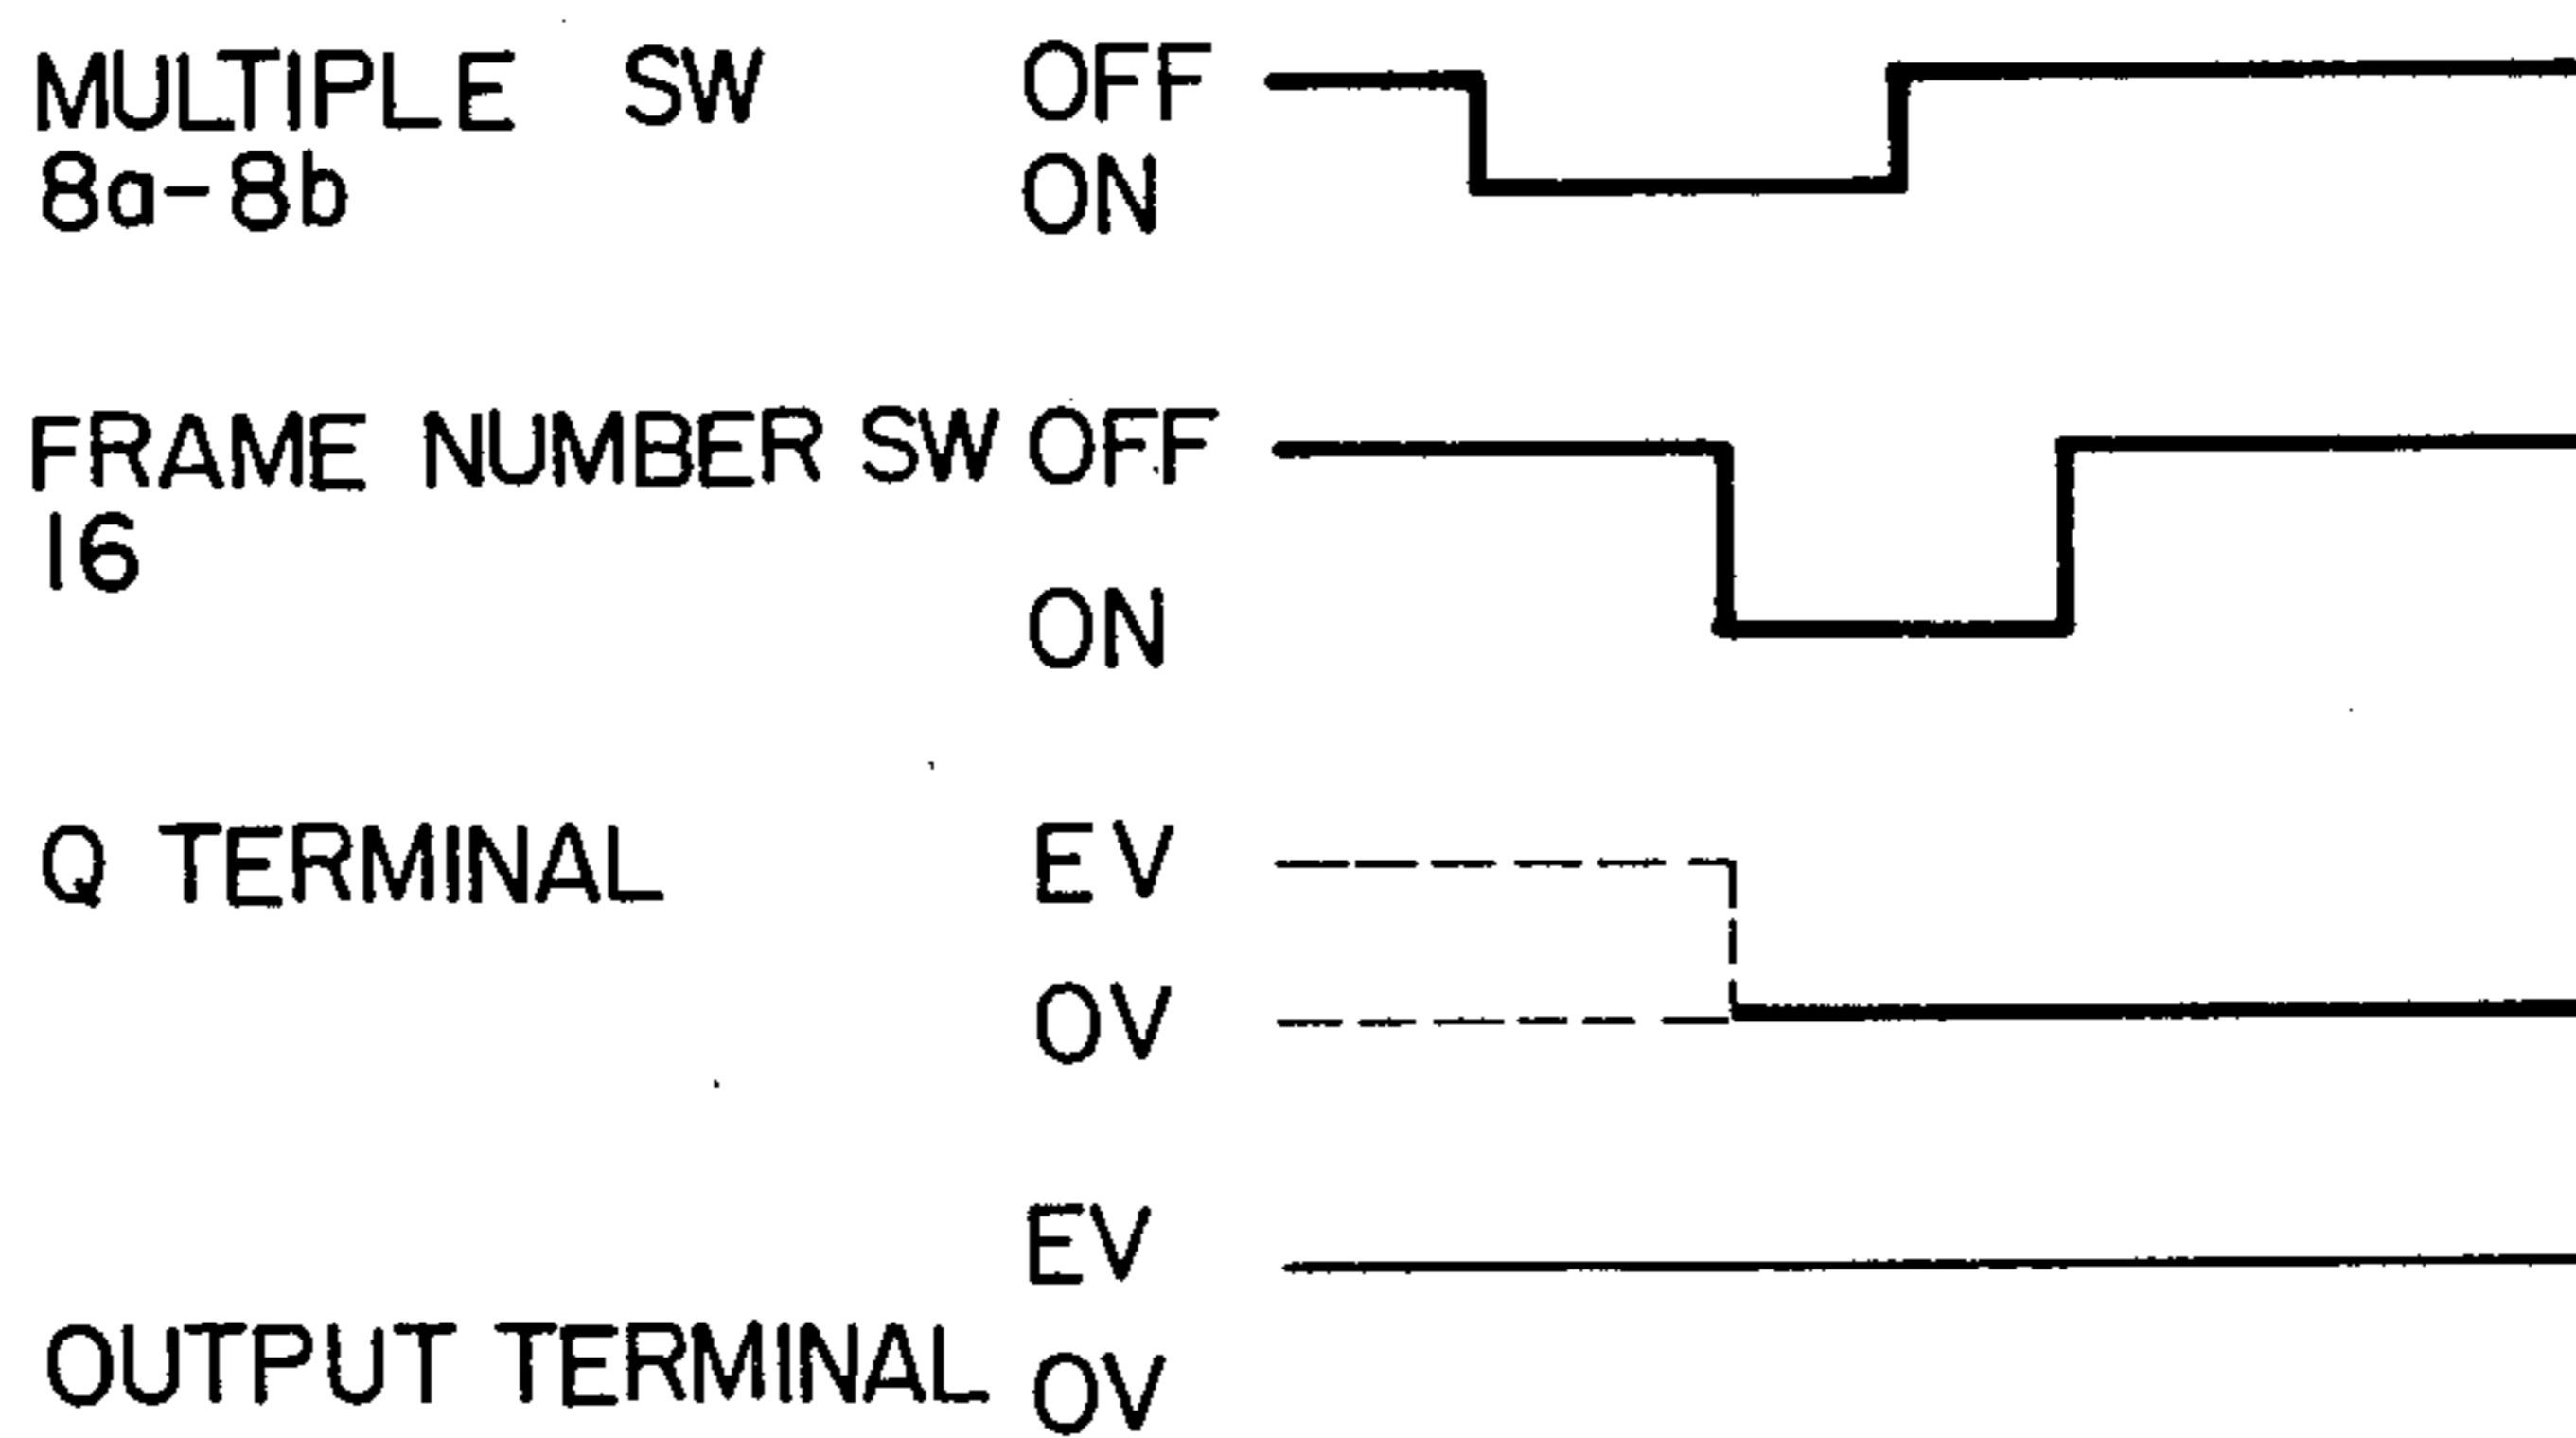 MULTIPLE SW OFF
8a-8b ON
FRAME NUMBER SW OFF
16
ON
Q TERMINAL EV
OV
EV
OUTPUT TERMINAL OV